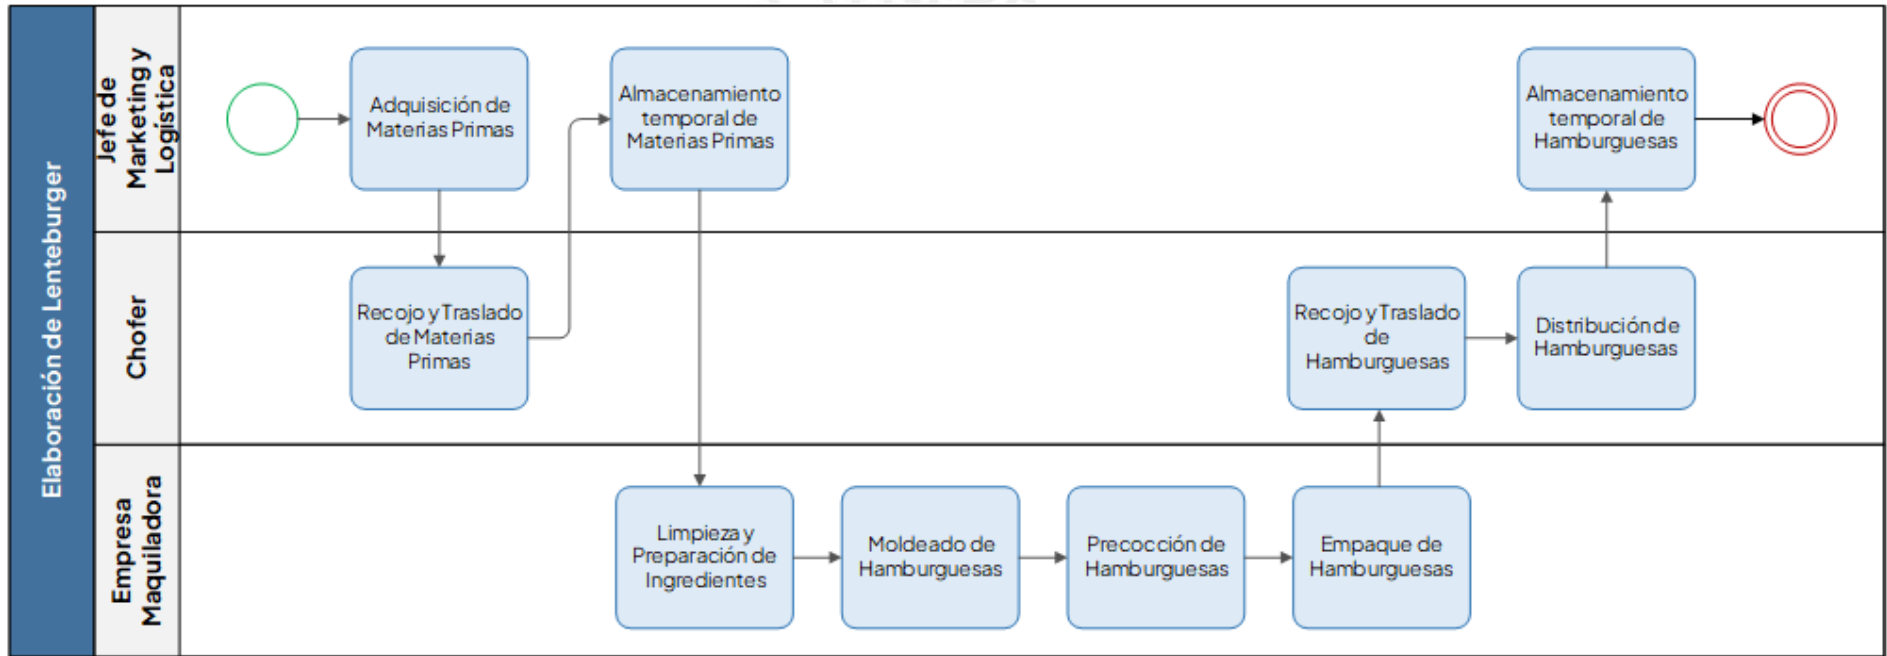 Elaboración de Lenteburger
Jefe de
Marketing y
Logística
Adquisición de
Materias Primas
Almacenamiento
temporal de
Materias Primas
Almacenamiento
temporal de
Hamburguesas
Chofer
Recojo y Traslado
de Materias
Primas
Recojo y Traslado
de
Hamburguesas
Distribución de
Hamburguesas
Empresa
Maquiladora
Limpieza y
Preparación de
Ingredientes
Moldeado de
Hamburguesas
Precocción de
Hamburguesas
Empaque de
Hamburguesas